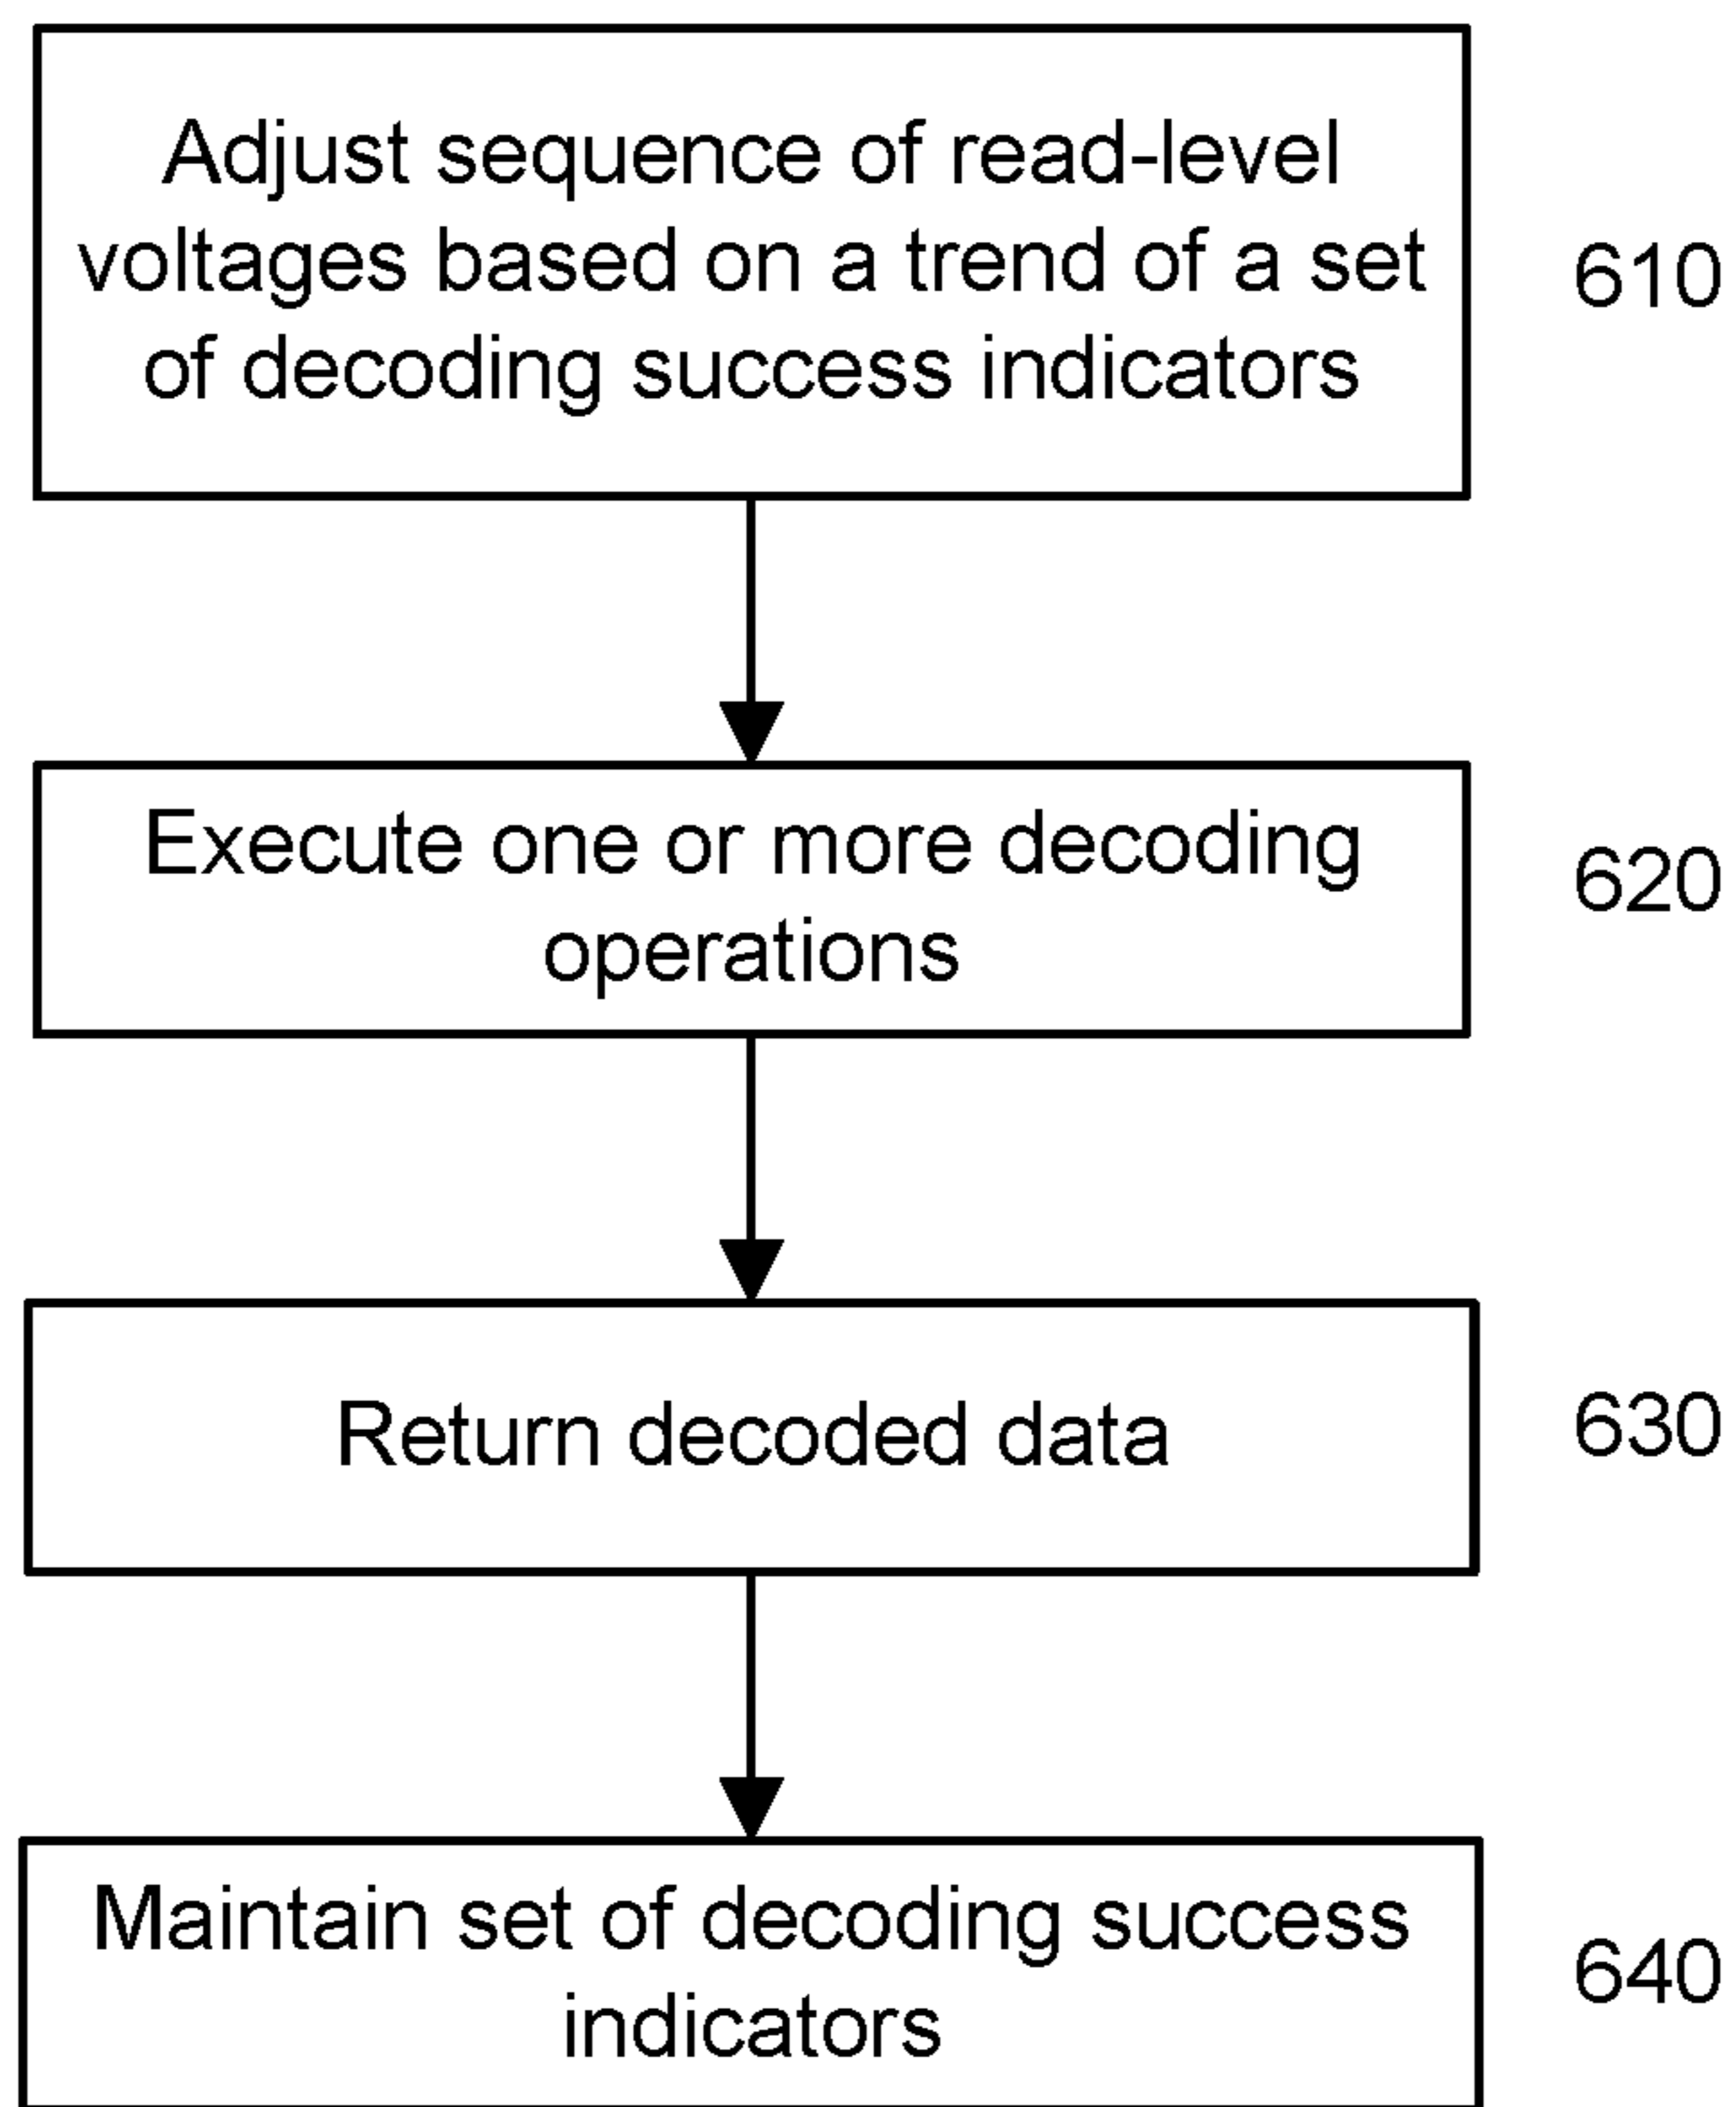 Adjust sequence of read-level
voltages based on a trend of a set
of decoding success indicators
610
Execute one or more decoding
operations
620
Return decoded data
630
Maintain set of decoding success
indicators
640